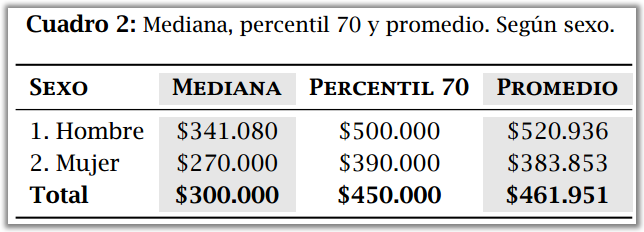 Cuadro 2: Mediana, percentil 70 y promedio. Según sexo.
SEXO MEDIANA PERCENTIL 70 PROMEDIO
1. Hombre $341.080 $500.000 $520.936
2. Mujer $270.000 $390.000 $383.853
Total $300.000 $450.000 $461.951